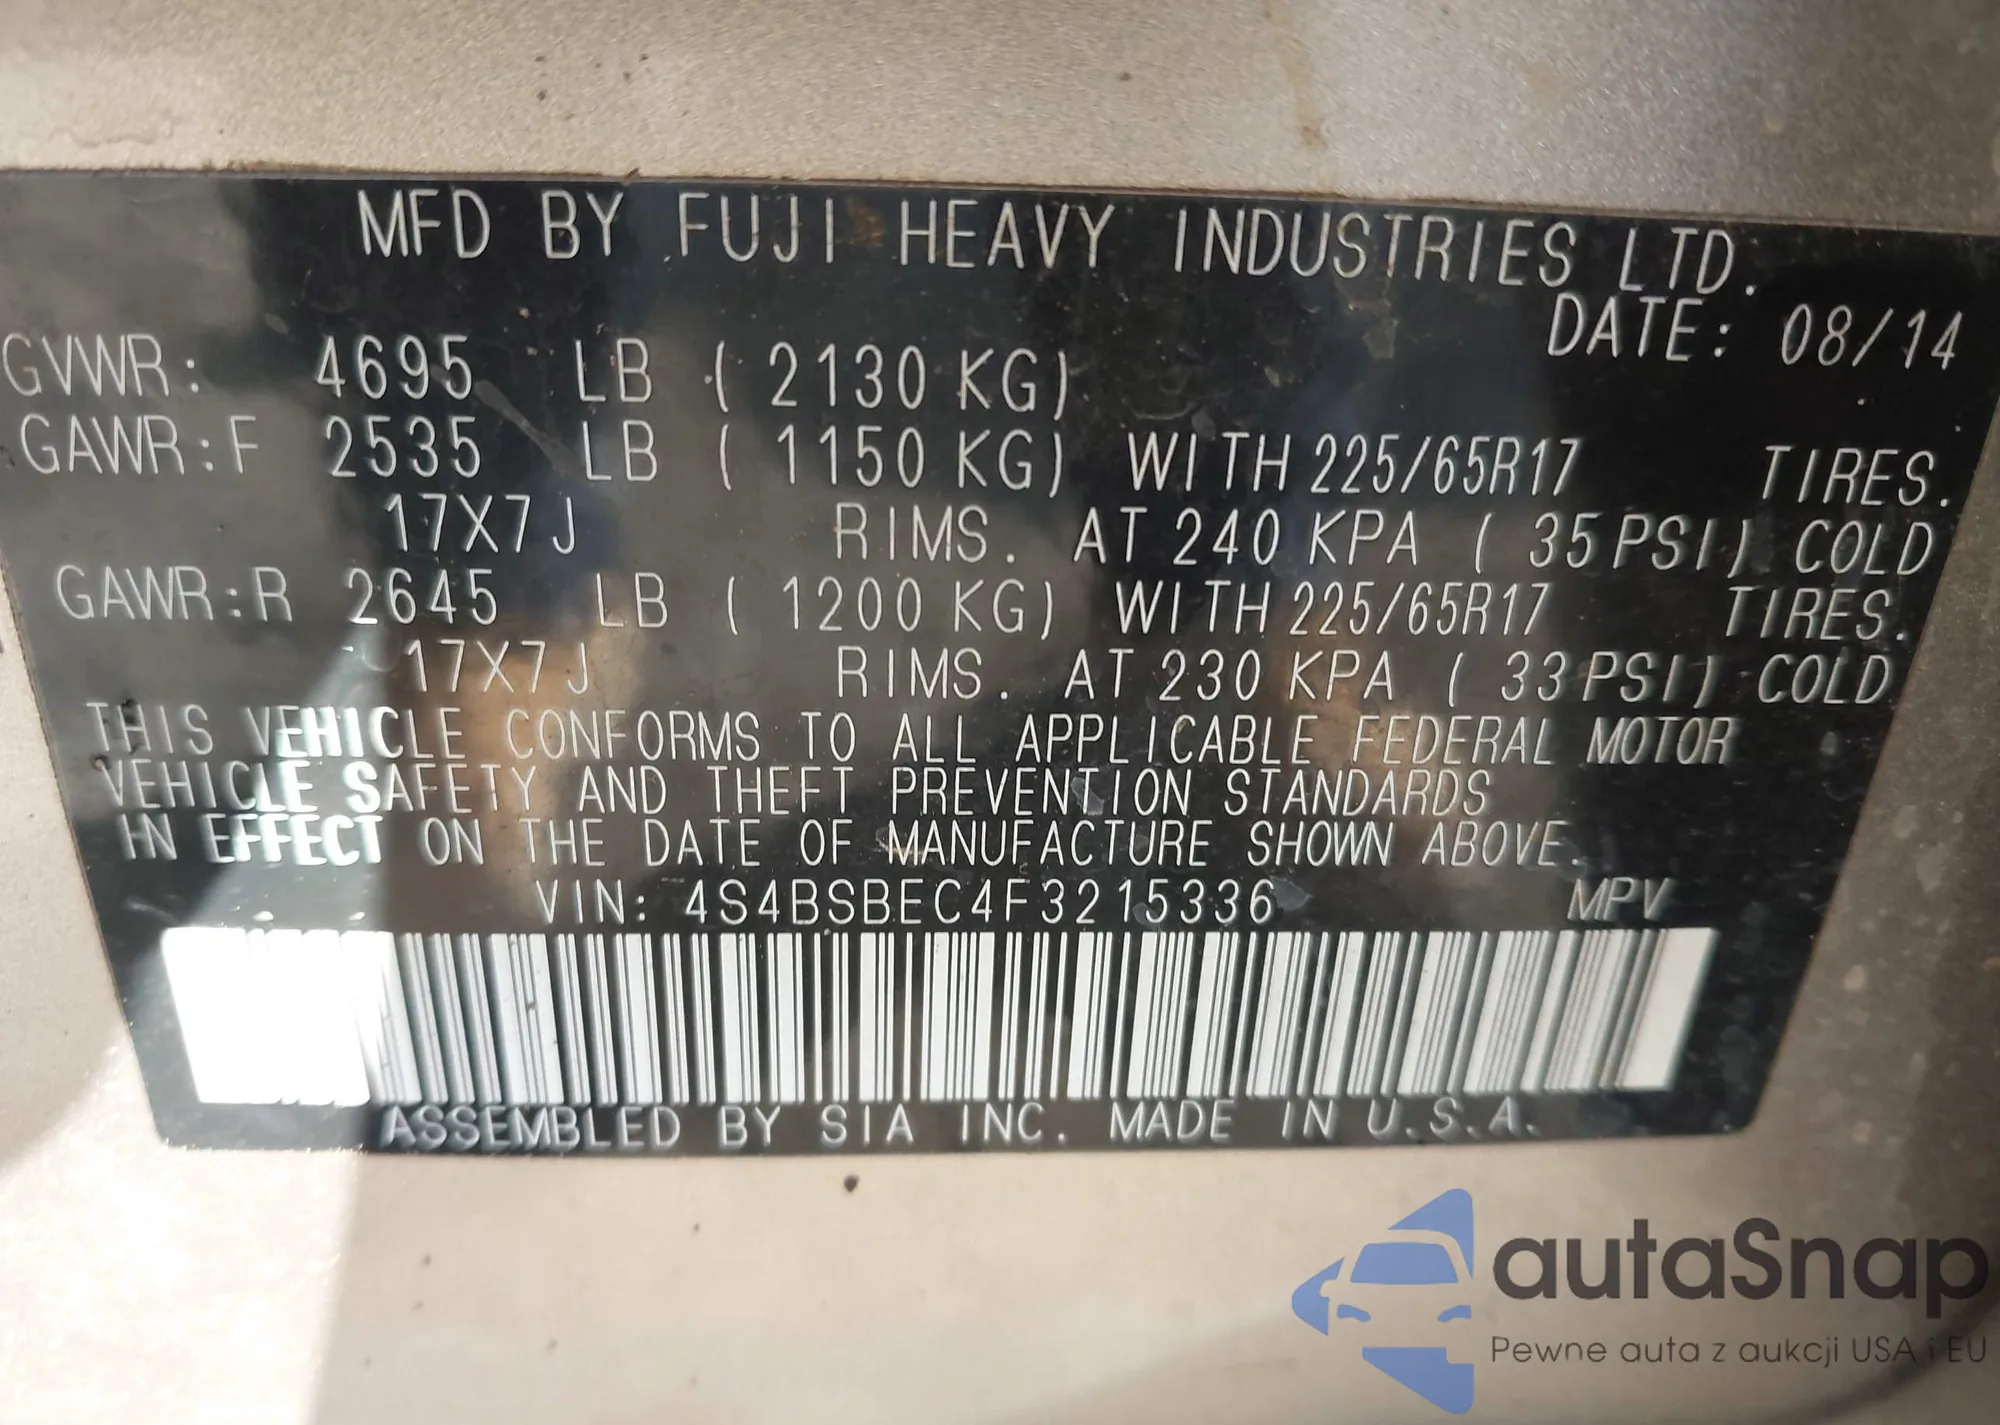 MFD BY FUJI HEAVY INDUSTRIES LTD.
DATE: 08/14
GVWR: 4695 LB ( 2130 KG)
GAWR:F 2535 LB ( 1150 KG) WITH 225/65R17 TIRES.
17X7J RIMS. AT 240 KPA ( 35 PSI) COLD
GAWR:R 2645 LB ( 1200 KG) WITH 225/65R17 TIRES.
17X7J RIMS. AT 230 KPA ( 33 PSI) COLD
THIS VEHICLE CONFORMS TO ALL APPLICABLE FEDERAL MOTOR
VEHICLE SAFETY AND THEFT PREVENTION STANDARDS
IN EFFECT ON THE DATE OF MANUFACTURE SHOWN ABOVE.
VIN: 4S4BSBEC4F3215336 MPV
ASSEMBLED BY SIA INC. MADE IN U.S.A.
autaSnap
Pewne auta z aukcji USA i EU